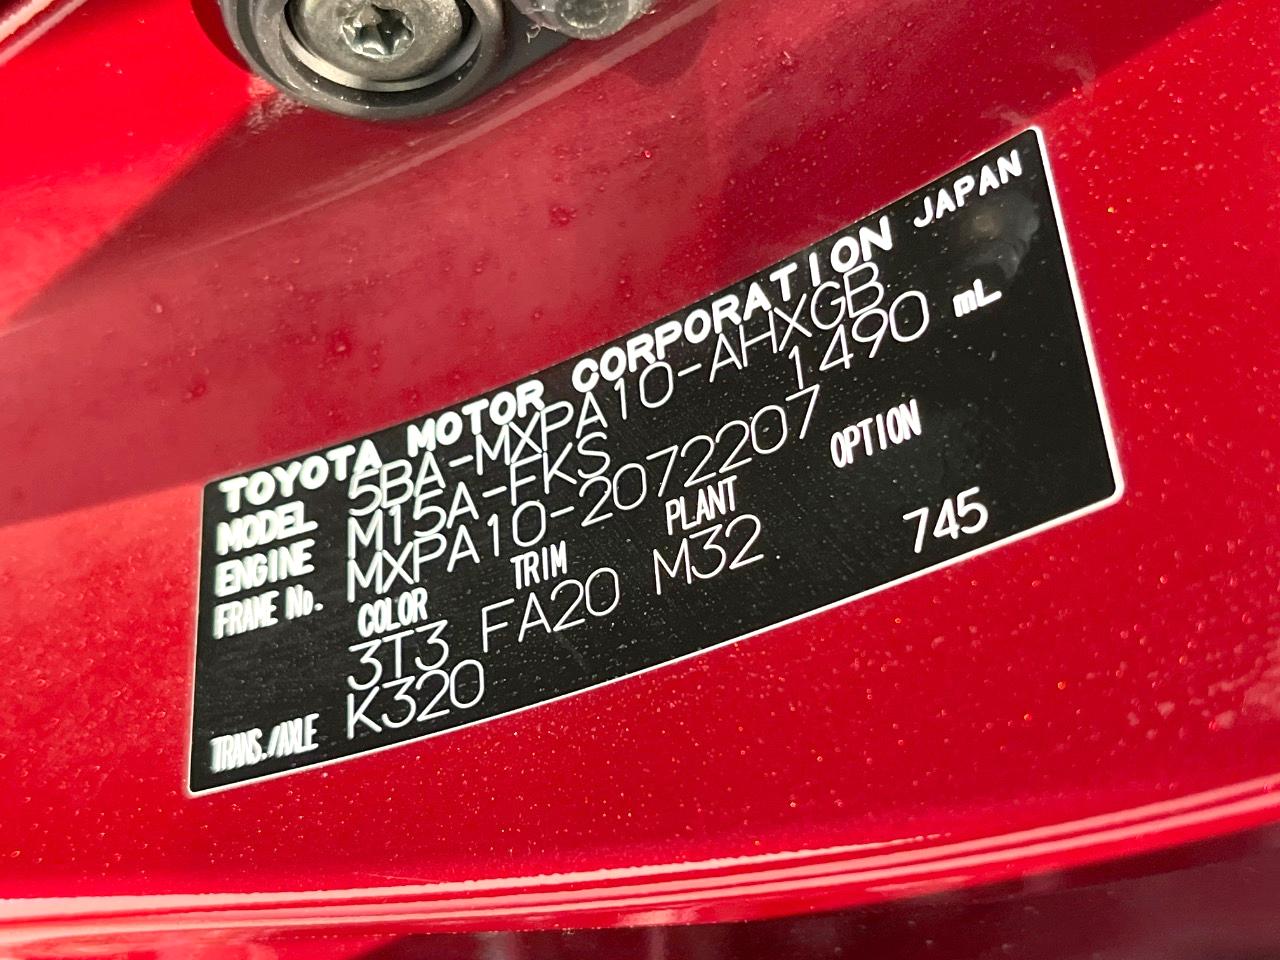 TOYOTA MOTOR CORPORATION JAPAN
MODEL 5BA-MXPA10-AHXGB
ENGINE M15A-FKS 1490 mL
FRAME No. MXPA10-2072207
COLOR TRIM PLANT OPTION
3T3 FA20 M32 745
TRANS./AXLE K320